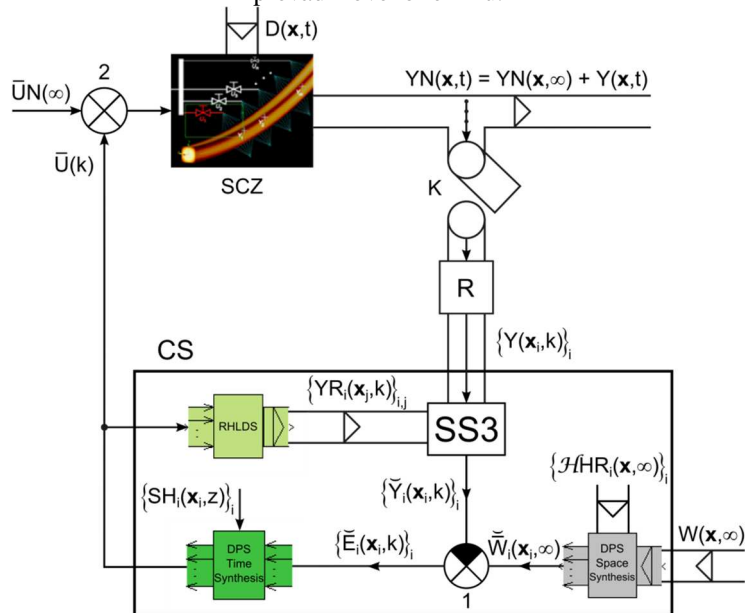 D(x,t)
2
ŪN(∞)
YN(x,t) = YN(x,∞) + Y(x,t)
Ū(k)
SCZ
K
R
{Y(xᵢ,k)}ᵢ
CS
{YRᵢ(xⱼ,k)}ᵢ,ⱼ
RHLDS
SS3
{ℋHRᵢ(x,∞)}ᵢ
{SHᵢ(xᵢ,z)}ᵢ
{Y̆ᵢ(xᵢ,k)}ᵢ
{Ĕᵢ(xᵢ,k)}ᵢ
W̄̆ᵢ(xᵢ,∞)
W(x,∞)
DPS
Time
Synthesis
DPS
Space
Synthesis
1